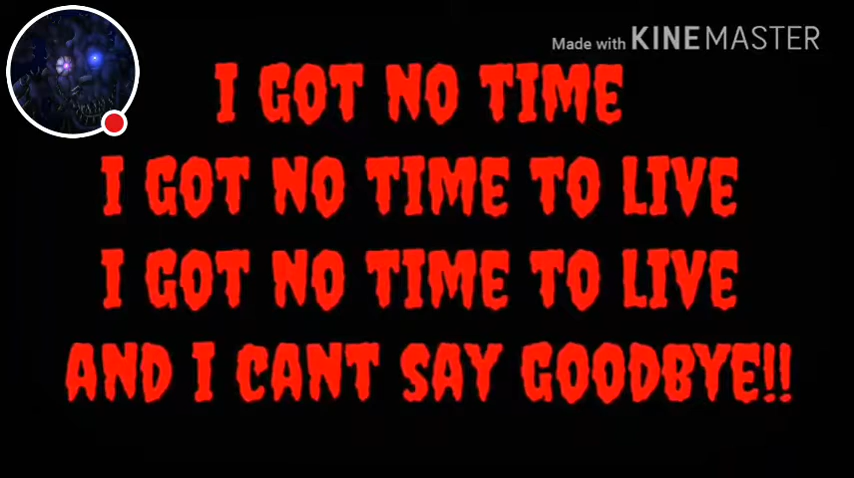 Made with KINEMASTER
I GOT NO TIME
I GOT NO TIME TO LIVE
I GOT NO TIME TO LIVE
AND I CANT SAY GOODBYE!!